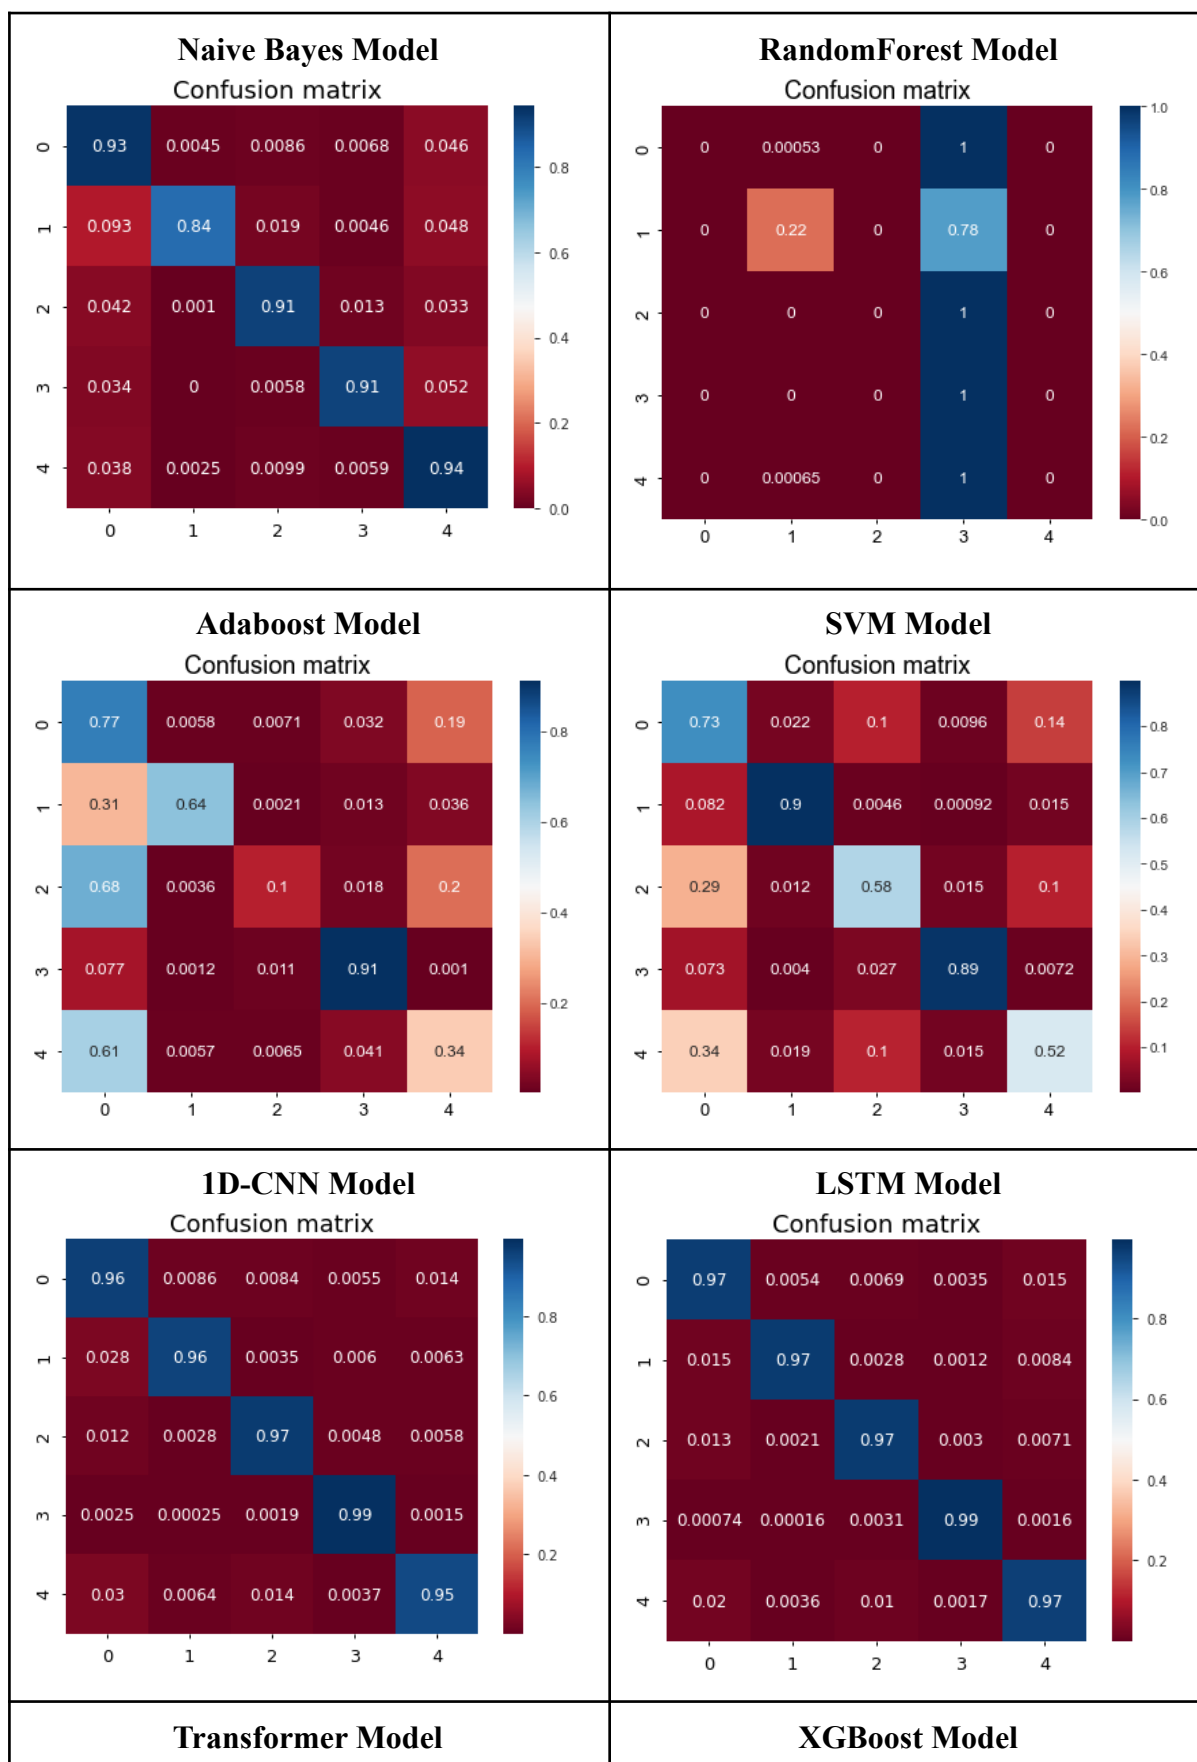 Naive Bayes Model
Confusion matrix
0 0.93 0.0045 0.0086 0.0068 0.046
1 0.093 0.84 0.019 0.0046 0.048
2 0.042 0.001 0.91 0.013 0.033
3 0.034 0 0.0058 0.91 0.052
4 0.038 0.0025 0.0099 0.0059 0.94
0 1 2 3 4
0.8
0.6
0.4
0.2
0.0
RandomForest Model
Confusion matrix
0 0 0.00053 0 1 0
1 0 0.22 0 0.78 0
2 0 0 0 1 0
3 0 0 0 1 0
4 0 0.00065 0 1 0
0 1 2 3 4
1.0
0.8
0.6
0.4
0.2
0.0
Adaboost Model
Confusion matrix
0 0.77 0.0058 0.0071 0.032 0.19
1 0.31 0.64 0.0021 0.013 0.036
2 0.68 0.0036 0.1 0.018 0.2
3 0.077 0.0012 0.011 0.91 0.001
4 0.61 0.0057 0.0065 0.041 0.34
0 1 2 3 4
0.8
0.6
0.4
0.2
SVM Model
Confusion matrix
0 0.73 0.022 0.1 0.0096 0.14
1 0.082 0.9 0.0046 0.00092 0.015
2 0.29 0.012 0.58 0.015 0.1
3 0.073 0.004 0.027 0.89 0.0072
4 0.34 0.019 0.1 0.015 0.52
0 1 2 3 4
0.8
0.7
0.6
0.5
0.4
0.3
0.2
0.1
1D-CNN Model
Confusion matrix
0 0.96 0.0086 0.0084 0.0055 0.014
1 0.028 0.96 0.0035 0.006 0.0063
2 0.012 0.0028 0.97 0.0048 0.0058
3 0.0025 0.00025 0.0019 0.99 0.0015
4 0.03 0.0064 0.014 0.0037 0.95
0 1 2 3 4
0.8
0.6
0.4
0.2
LSTM Model
Confusion matrix
0 0.97 0.0054 0.0069 0.0035 0.015
1 0.015 0.97 0.0028 0.0012 0.0084
2 0.013 0.0021 0.97 0.003 0.0071
3 0.00074 0.00016 0.0031 0.99 0.0016
4 0.02 0.0036 0.01 0.0017 0.97
0 1 2 3 4
0.8
0.6
0.4
0.2
Transformer Model
XGBoost Model